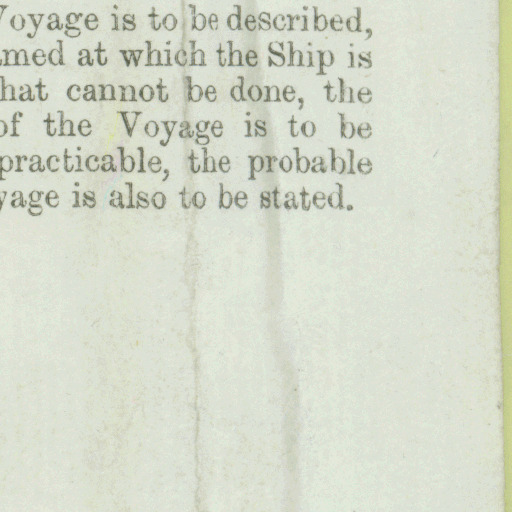 Voyage is to be described,
amed at which the Ship is
hat cannot be done, the
of the Voyage is to be
practicable, the probable
yage is also to be stated.